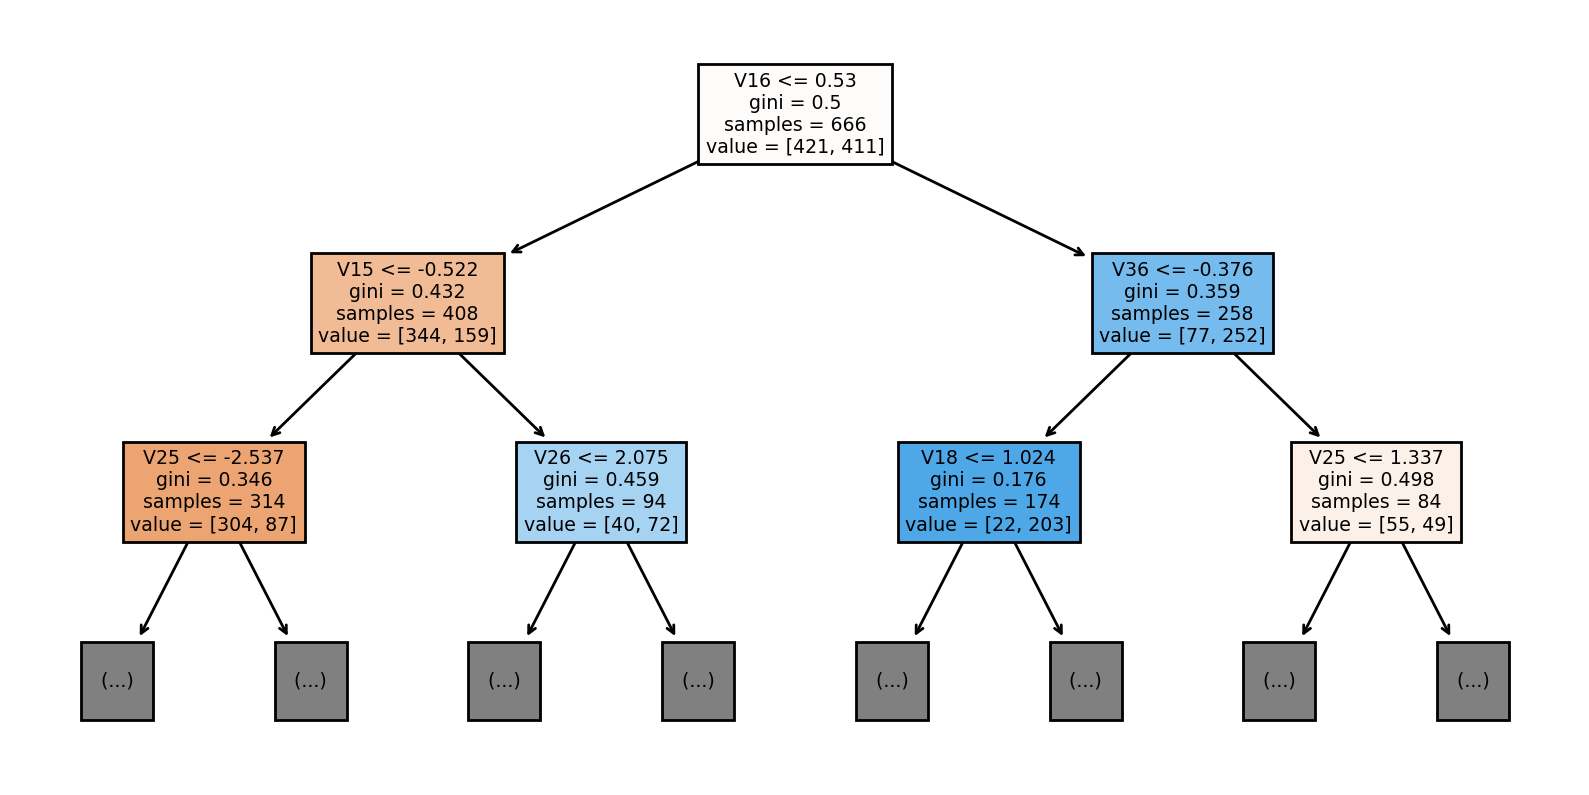 V16 <= 0.53
gini = 0.5
samples = 666
value = [421, 411]
V15 <= -0.522
gini = 0.432
samples = 408
value = [344, 159]
V36 <= -0.376
gini = 0.359
samples = 258
value = [77, 252]
V25 <= -2.537
gini = 0.346
samples = 314
value = [304, 87]
V26 <= 2.075
gini = 0.459
samples = 94
value = [40, 72]
V18 <= 1.024
gini = 0.176
samples = 174
value = [22, 203]
V25 <= 1.337
gini = 0.498
samples = 84
value = [55, 49]
(...)
(...)
(...)
(...)
(...)
(...)
(...)
(...)